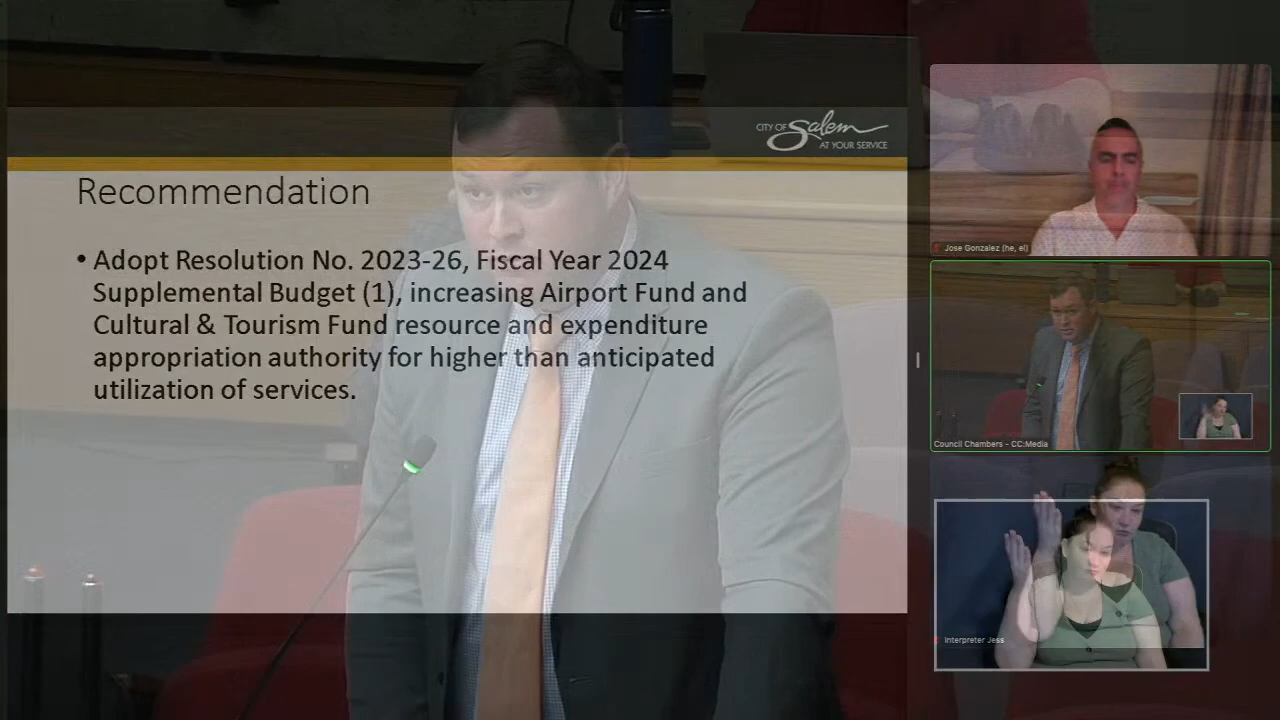 CITY OF Salem
AT YOUR SERVICE
Recommendation
• Adopt Resolution No. 2023-26, Fiscal Year 2024
Supplemental Budget (1), increasing Airport Fund and
Cultural & Tourism Fund resource and expenditure
appropriation authority for higher than anticipated
utilization of services.
Jose Gonzalez (he, el)
Council Chambers - CC:Media
Interpreter Jess